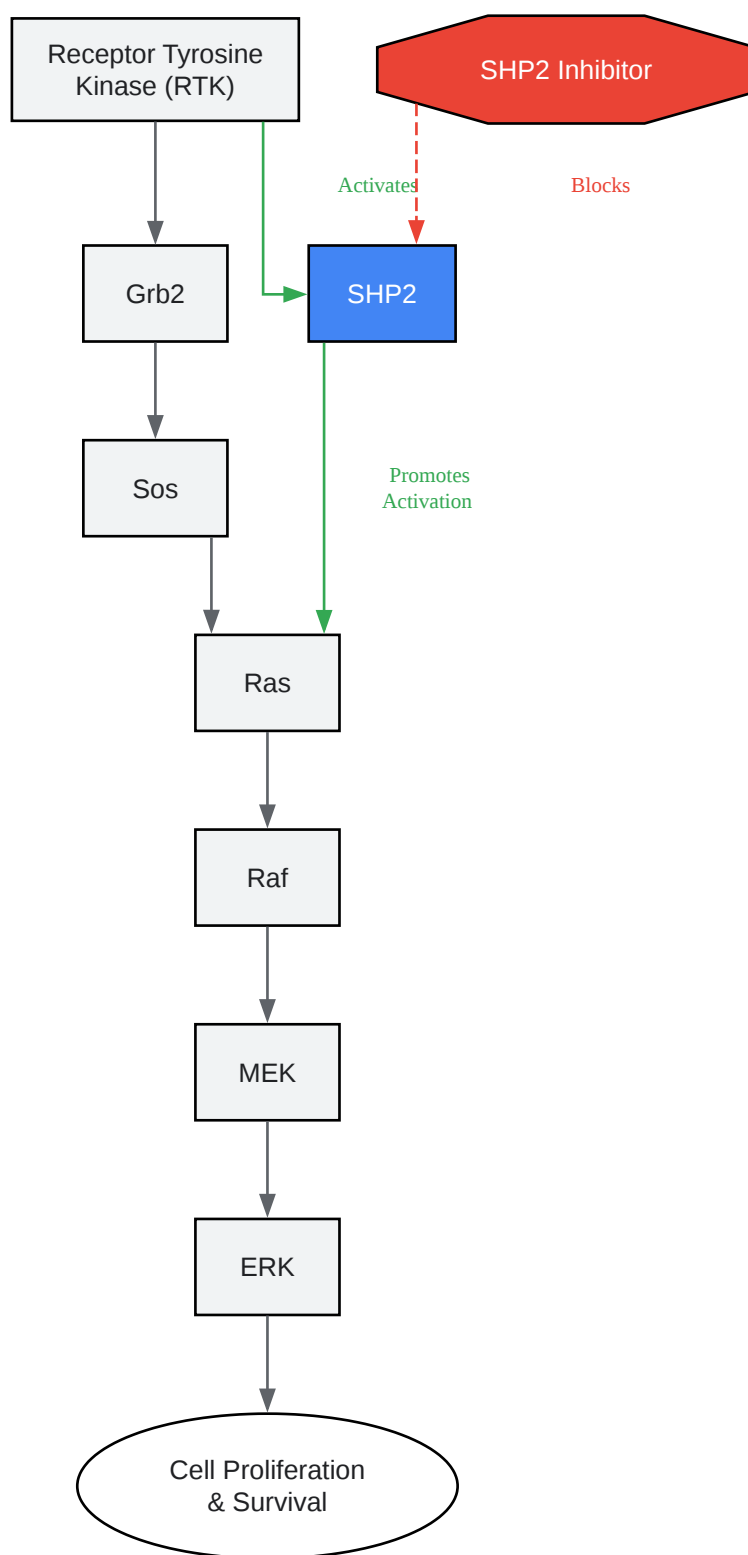 Receptor Tyrosine
Kinase (RTK)
SHP2 Inhibitor
Activates
Blocks
Grb2
SHP2
Sos
Promotes
Activation
Ras
Raf
MEK
ERK
Cell Proliferation
& Survival